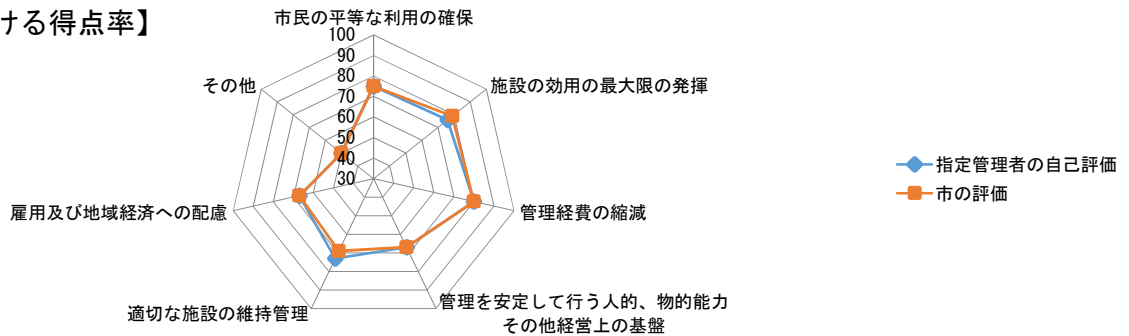 ける得点率】
市民の平等な利用の確保
100
90
80
70
60
50
40
30
施設の効用の最大限の発揮
管理経費の縮減
管理を安定して行う人的、物的能力
その他経営上の基盤
適切な施設の維持管理
雇用及び地域経済への配慮
その他
指定管理者の自己評価
市の評価